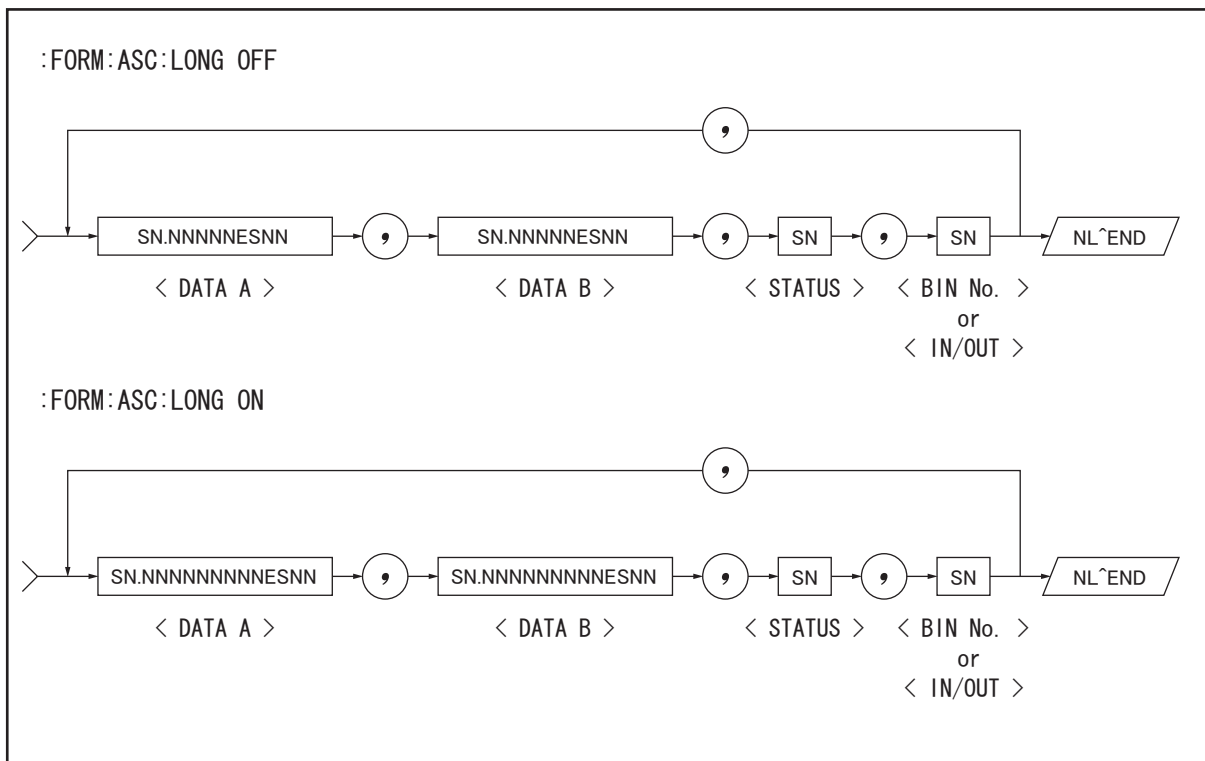 :FORM:ASC:LONG OFF
,
SN.NNNNNESNN , SN.NNNNNESNN , SN , SN NL^END
< DATA A > < DATA B > < STATUS > < BIN No. >
or
< IN/OUT >
:FORM:ASC:LONG ON
,
SN.NNNNNNNNNESNN , SN.NNNNNNNNNESNN , SN , SN NL^END
< DATA A > < DATA B > < STATUS > < BIN No. >
or
< IN/OUT >